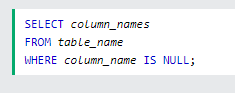 SELECT column_names
FROM table_name
WHERE column_name IS NULL;